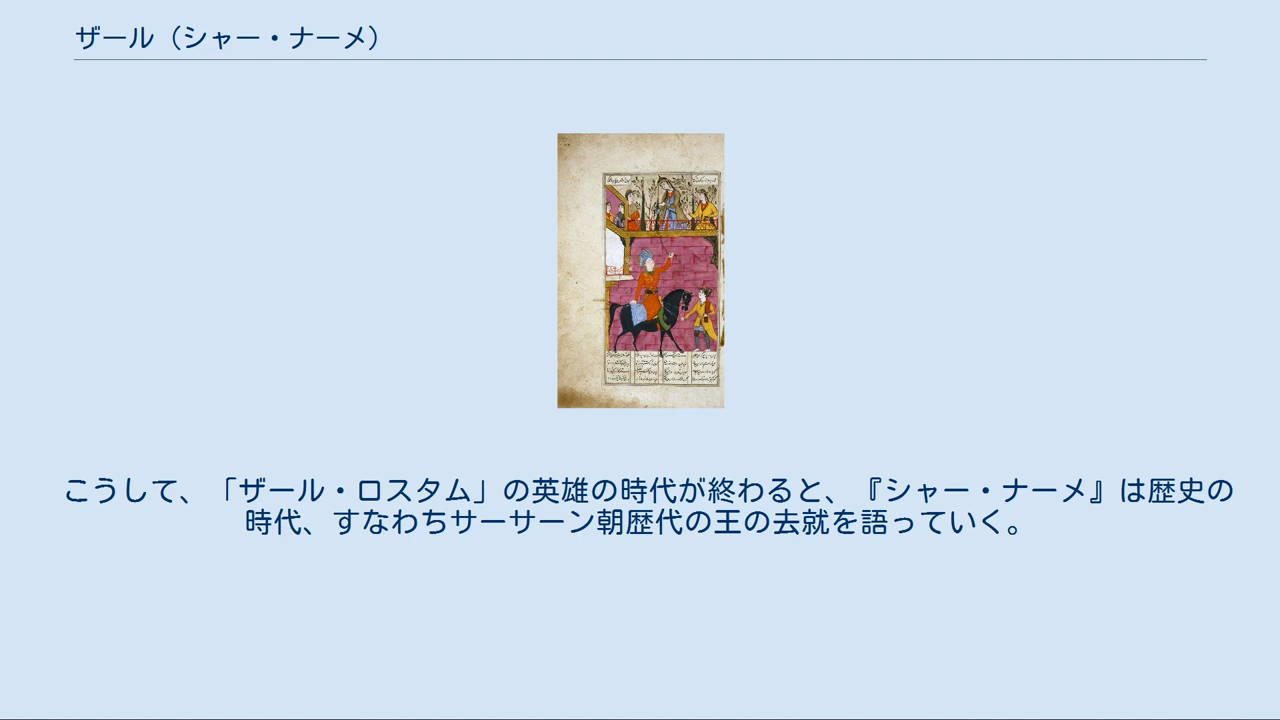 ザール（シャー・ナーメ）
こうして、「ザール・ロスタム」の英雄の時代が終わると、『シャー・ナーメ』は歴史の
時代、すなわちサーサーン朝歴代の王の去就を語っていく。